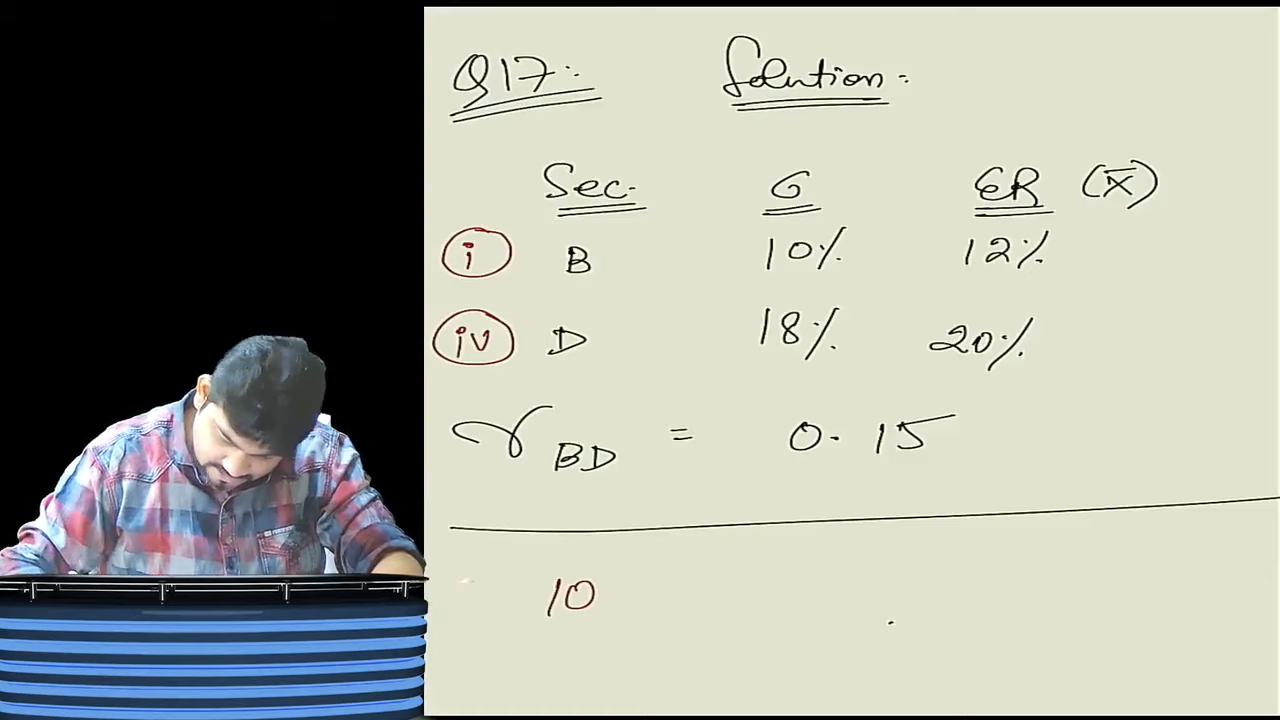 Q17:
Solution:
Sec. σ ER (x̄)
i B 10% 12%
iv D 18% 20%
r BD = 0.15
10